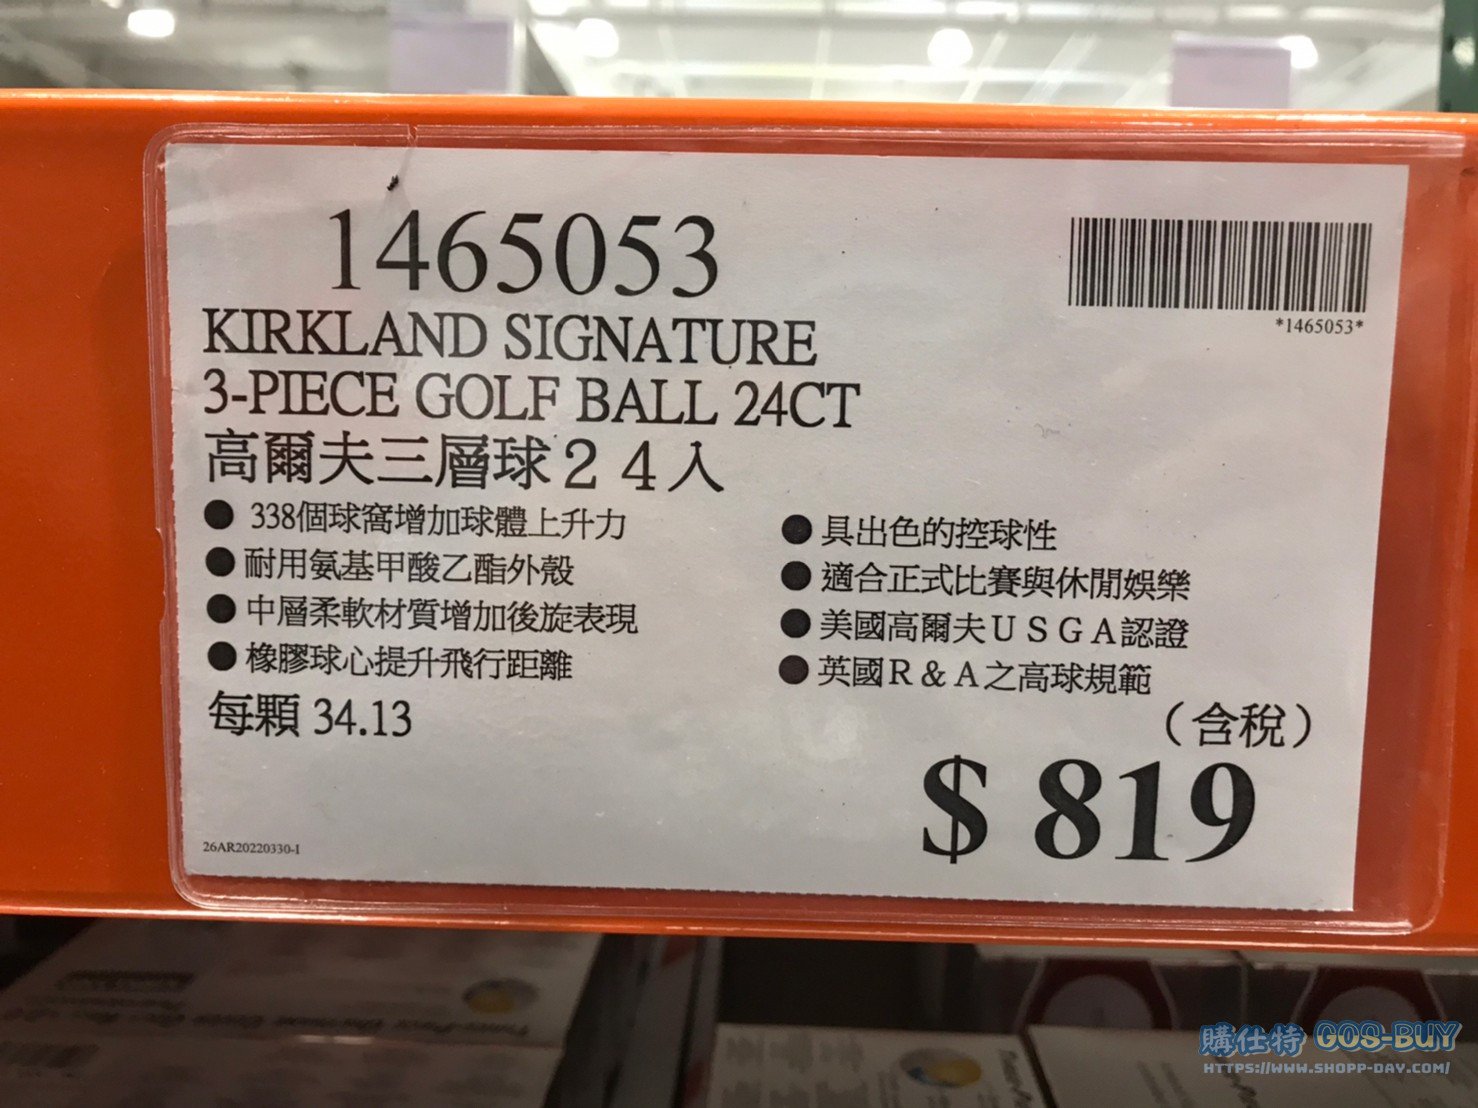 1465053
*1465053*
KIRKLAND SIGNATURE
3-PIECE GOLF BALL 24CT
高爾夫三層球２４入
● 338個球窩增加球體上升力
● 耐用氨基甲酸乙酯外殼
● 中層柔軟材質增加後旋表現
● 橡膠球心提升飛行距離
● 具出色的控球性
● 適合正式比賽與休閒娛樂
● 美國高爾夫ＵＳＧＡ認證
● 英國Ｒ＆Ａ之高球規範
每顆 34.13
（含稅）
$ 819
26AR20220330-1
購仕特 GOS-BUY
HTTPS://WWW.SHOPP-DAY.COM/